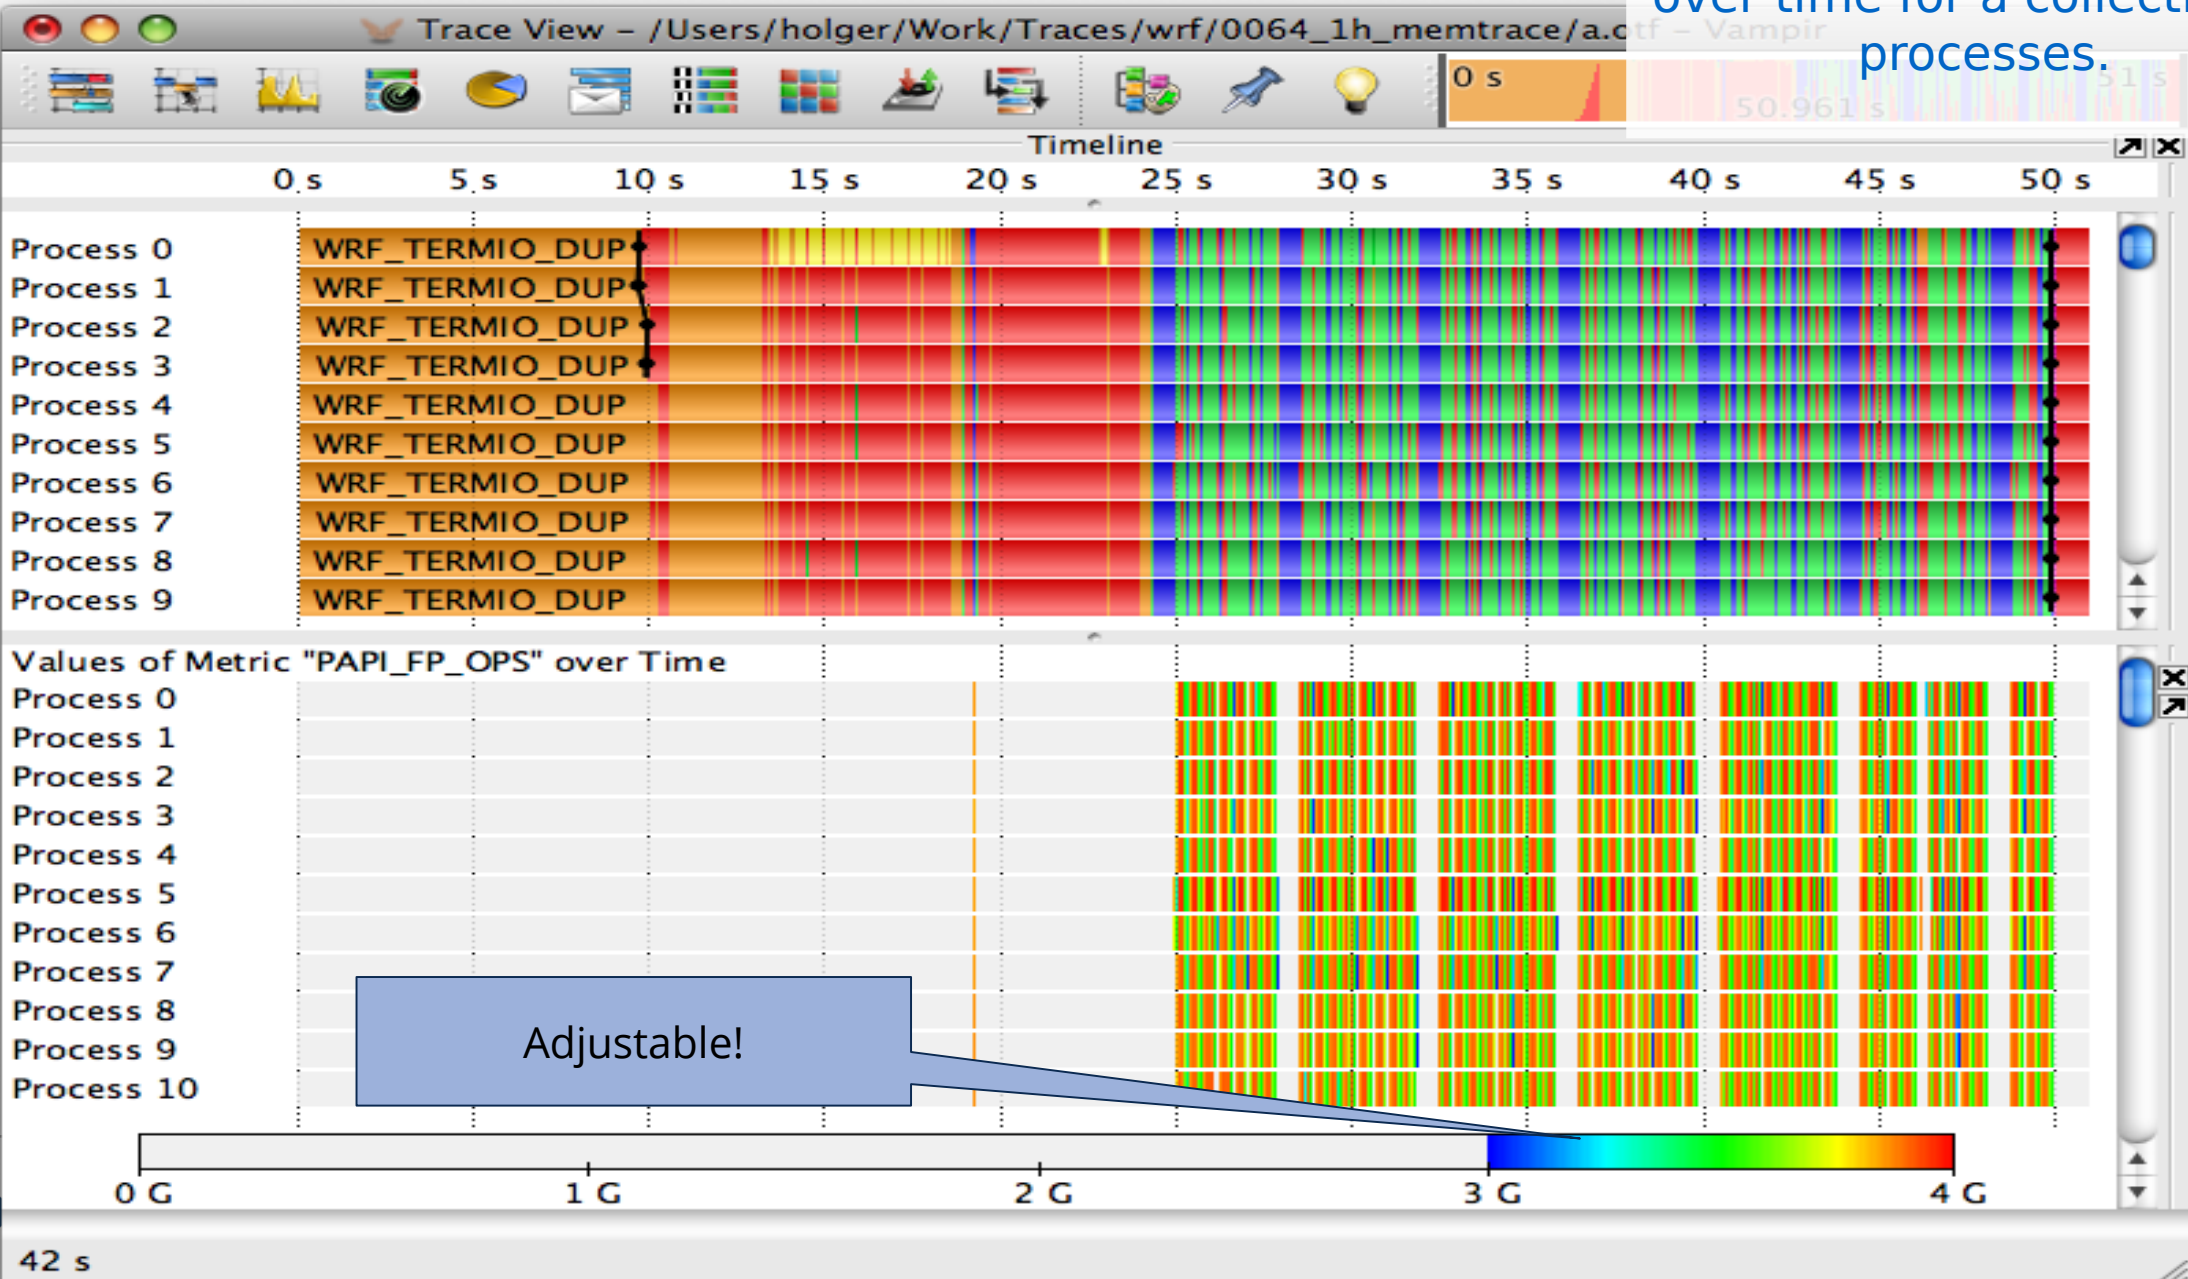 over time for a collecti
processes.
Trace View – /Users/holger/Work/Traces/wrf/0064_1h_memtrace/a.otf – Vampir
0 s
51 s
50.961 s
Timeline
0 s 5 s 10 s 15 s 20 s 25 s 30 s 35 s 40 s 45 s 50 s
Process 0 WRF_TERMIO_DUP
Process 1 WRF_TERMIO_DUP
Process 2 WRF_TERMIO_DUP
Process 3 WRF_TERMIO_DUP
Process 4 WRF_TERMIO_DUP
Process 5 WRF_TERMIO_DUP
Process 6 WRF_TERMIO_DUP
Process 7 WRF_TERMIO_DUP
Process 8 WRF_TERMIO_DUP
Process 9 WRF_TERMIO_DUP
Values of Metric "PAPI_FP_OPS" over Time
Process 0
Process 1
Process 2
Process 3
Process 4
Process 5
Process 6
Process 7
Process 8
Process 9
Process 10
Adjustable!
0 G 1 G 2 G 3 G 4 G
42 s